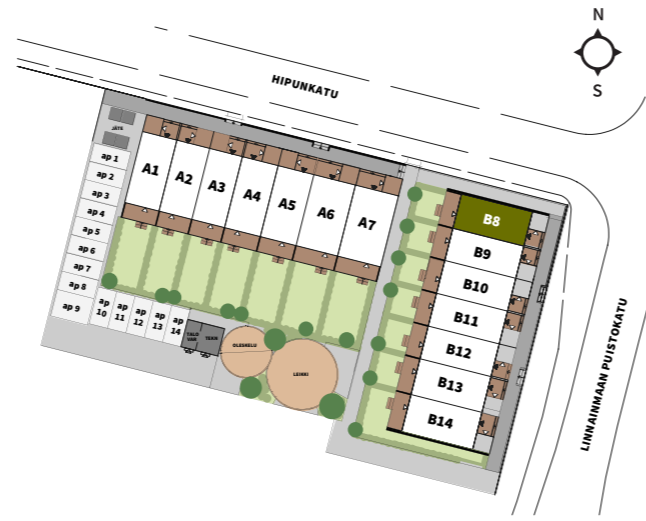 N
S
HIPUNKATU
JÄTE
ap 1
ap 2
ap 3
ap 4
ap 5
ap 6
ap 7
ap 8
ap 9
ap
10
ap
11
ap
12
ap
13
ap
14
A1
A2
A3
A4
A5
A6
A7
TALO
VAR
TEKN
OLESKELU
LEIKKI
B8
B9
B10
B11
B12
B13
B14
LINNAINMAAN PUISTOKATU